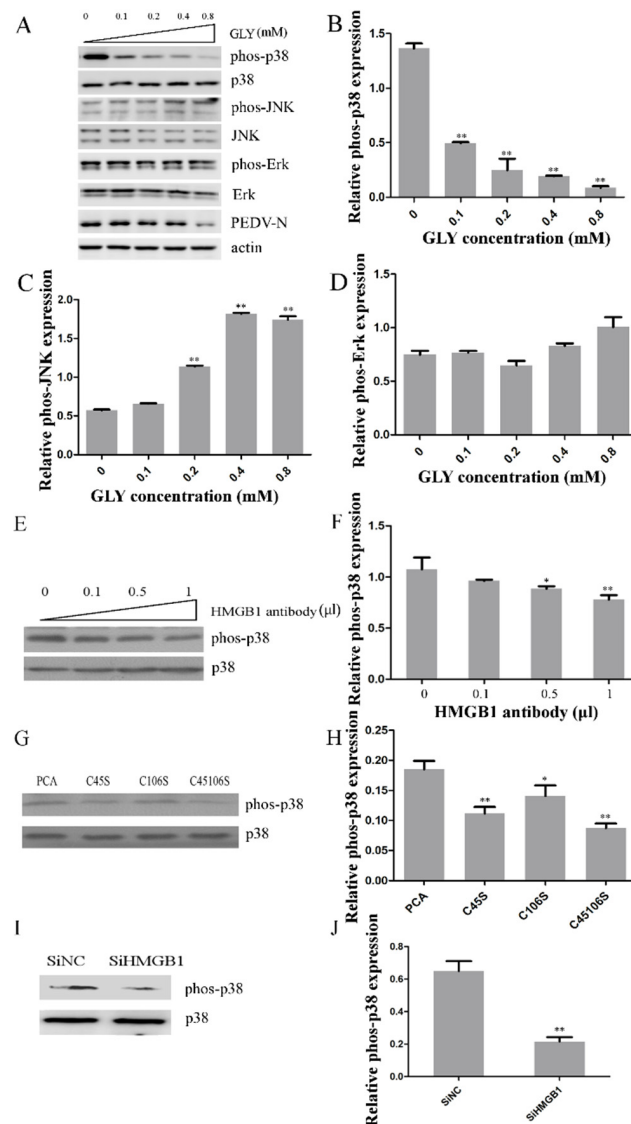 A
0 0.1 0.2 0.4 0.8
GLY (mM)
phos-p38
p38
phos-JNK
JNK
phos-Erk
Erk
PEDV-N
actin
B
Relative phos-p38 expression
1.5
1.0
0.5
0.0
** ** ** **
0 0.1 0.2 0.4 0.8
GLY concentration (mM)
C
Relative phos-JNK expression
2.0
1.5
1.0
0.5
0.0
** ** **
0 0.1 0.2 0.4 0.8
GLY concentration (mM)
D
Relative phos-Erk expression
1.5
1.0
0.5
0.0
0 0.1 0.2 0.4 0.8
GLY concentration (mM)
E
0 0.1 0.5 1
HMGB1 antibody (µl)
phos-p38
p38
F
Relative phos-p38 expression
1.5
1.0
0.5
0.0
* **
0 0.1 0.5 1
HMGB1 antibody (µl)
G
PCA C45S C106S C45106S
phos-p38
p38
H
Relative phos-p38 expression
0.20
0.15
0.10
0.05
0.00
** * **
PCA C45S C106S C45106S
I
SiNC SiHMGB1
phos-p38
p38
J
Relative phos-p38 expression
0.8
0.6
0.4
0.2
0.0
**
SiNC SiHMGB1